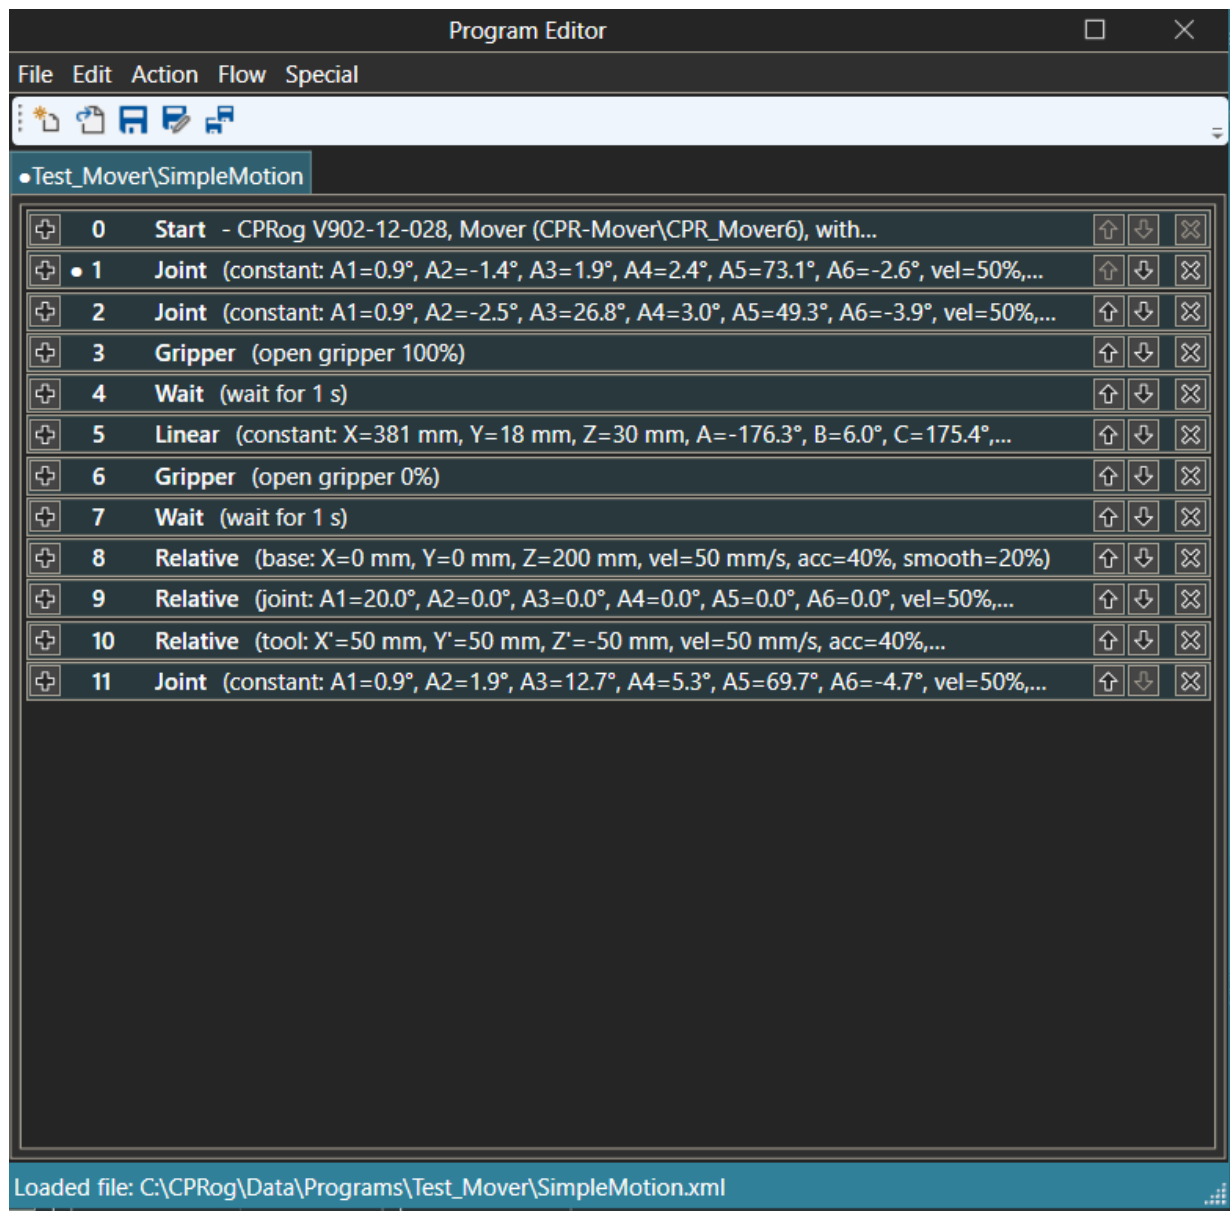 Program Editor
File Edit Action Flow Special
•Test_Mover\SimpleMotion
0 Start - CPRog V902-12-028, Mover (CPR-Mover\CPR_Mover6), with...
• 1 Joint (constant: A1=0.9°, A2=-1.4°, A3=1.9°, A4=2.4°, A5=73.1°, A6=-2.6°, vel=50%,...
2 Joint (constant: A1=0.9°, A2=-2.5°, A3=26.8°, A4=3.0°, A5=49.3°, A6=-3.9°, vel=50%,...
3 Gripper (open gripper 100%)
4 Wait (wait for 1 s)
5 Linear (constant: X=381 mm, Y=18 mm, Z=30 mm, A=-176.3°, B=6.0°, C=175.4°,...
6 Gripper (open gripper 0%)
7 Wait (wait for 1 s)
8 Relative (base: X=0 mm, Y=0 mm, Z=200 mm, vel=50 mm/s, acc=40%, smooth=20%)
9 Relative (joint: A1=20.0°, A2=0.0°, A3=0.0°, A4=0.0°, A5=0.0°, A6=0.0°, vel=50%,...
10 Relative (tool: X'=50 mm, Y'=50 mm, Z'=-50 mm, vel=50 mm/s, acc=40%,...
11 Joint (constant: A1=0.9°, A2=1.9°, A3=12.7°, A4=5.3°, A5=69.7°, A6=-4.7°, vel=50%,...
Loaded file: C:\CPRog\Data\Programs\Test_Mover\SimpleMotion.xml